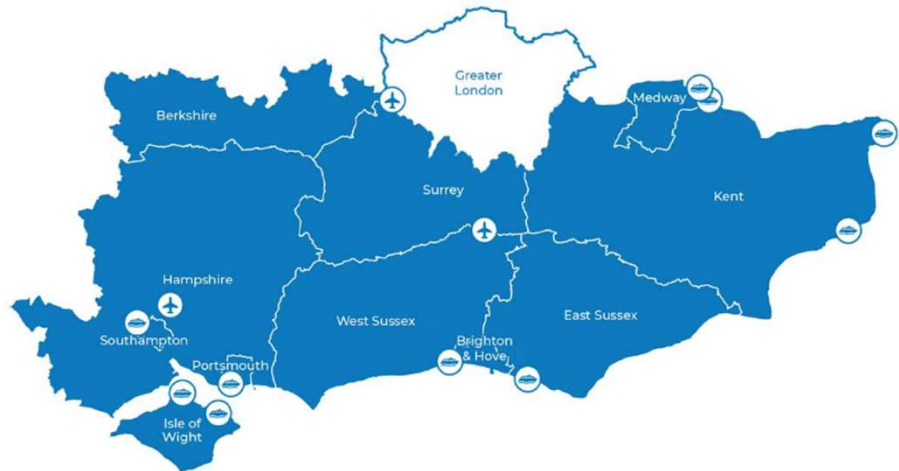 Greater
London
Medway
Berkshire
Surrey
Kent
Hampshire
West Sussex
East Sussex
Southampton
Brighton
& Hove
Portsmouth
Isle of
Wight